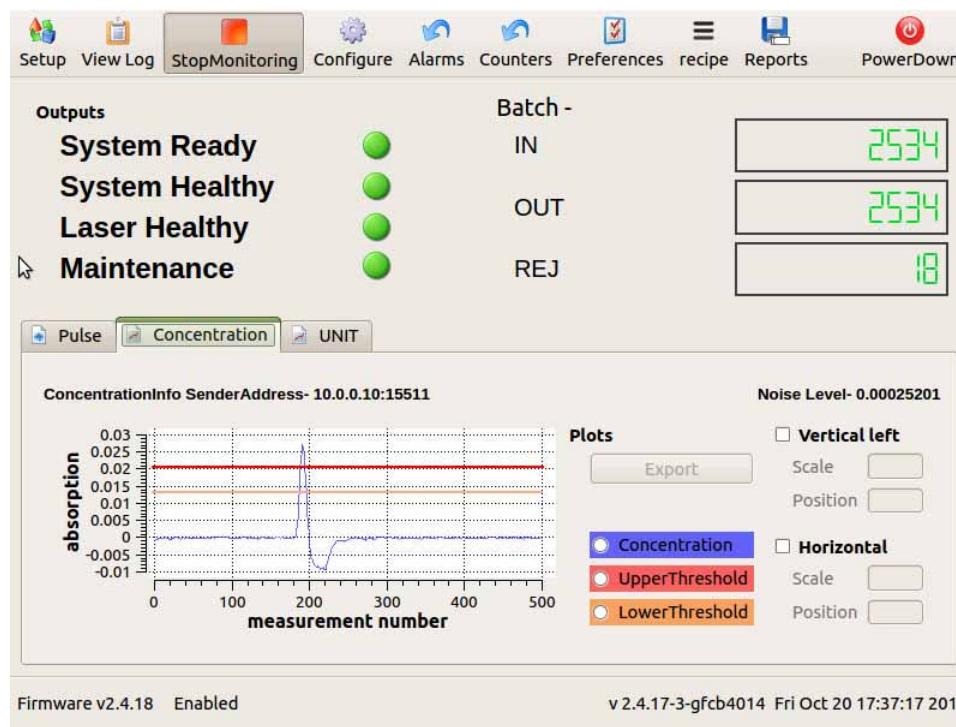 Setup View Log StopMonitoring Configure Alarms Counters Preferences recipe Reports PowerDown
Outputs
Batch -
System Ready
IN 2534
System Healthy
OUT 2534
Laser Healthy
Maintenance
REJ 18
Pulse Concentration UNIT
ConcentrationInfo SenderAddress- 10.0.0.10:15511
Noise Level- 0.00025201
absorption
0.03
0.025
0.02
0.015
0.01
0.005
0
-0.005
-0.01
0 100 200 300 400 500
measurement number
Plots
Export
Concentration
UpperThreshold
LowerThreshold
Vertical left
Scale
Position
Horizontal
Scale
Position
Firmware v2.4.18 Enabled
v 2.4.17-3-gfcb4014 Fri Oct 20 17:37:17 201